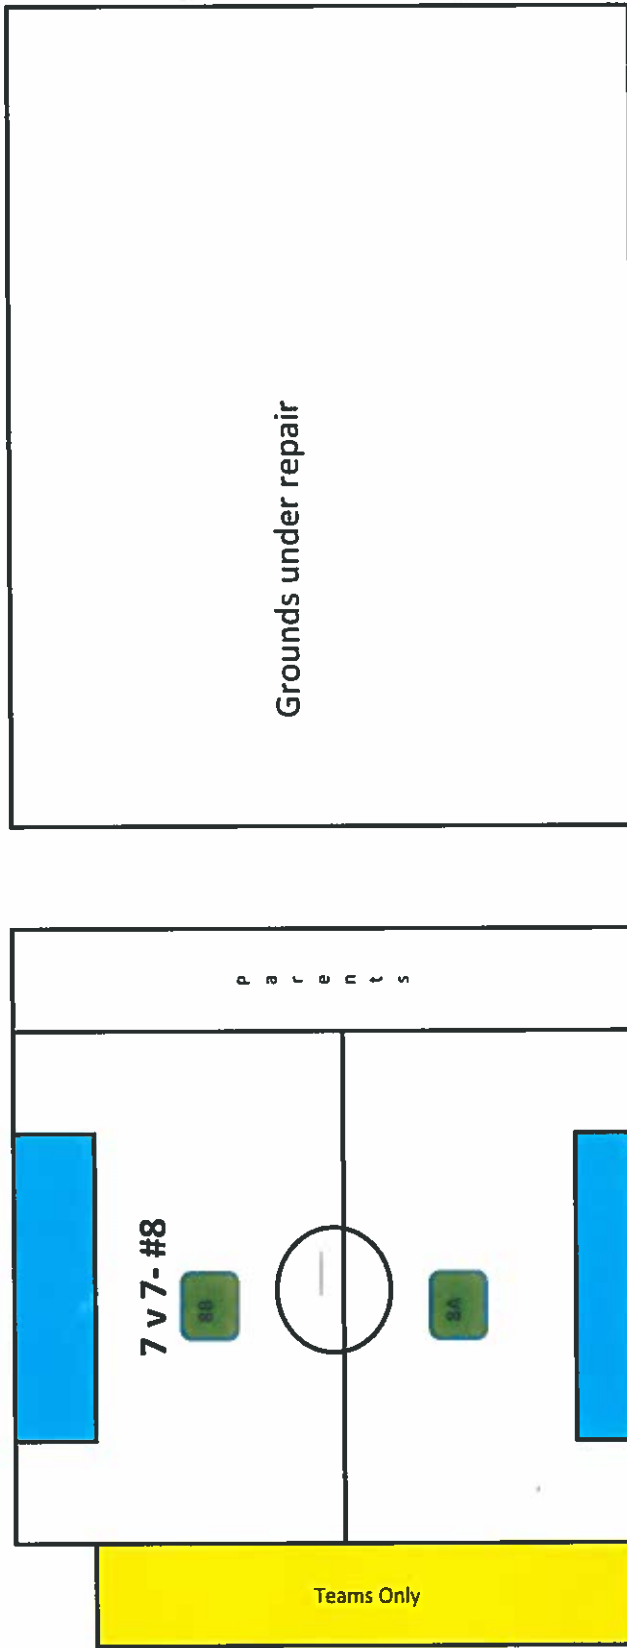 Grounds under repair
Parents
7 v 7- #8
8B
8A
Teams Only